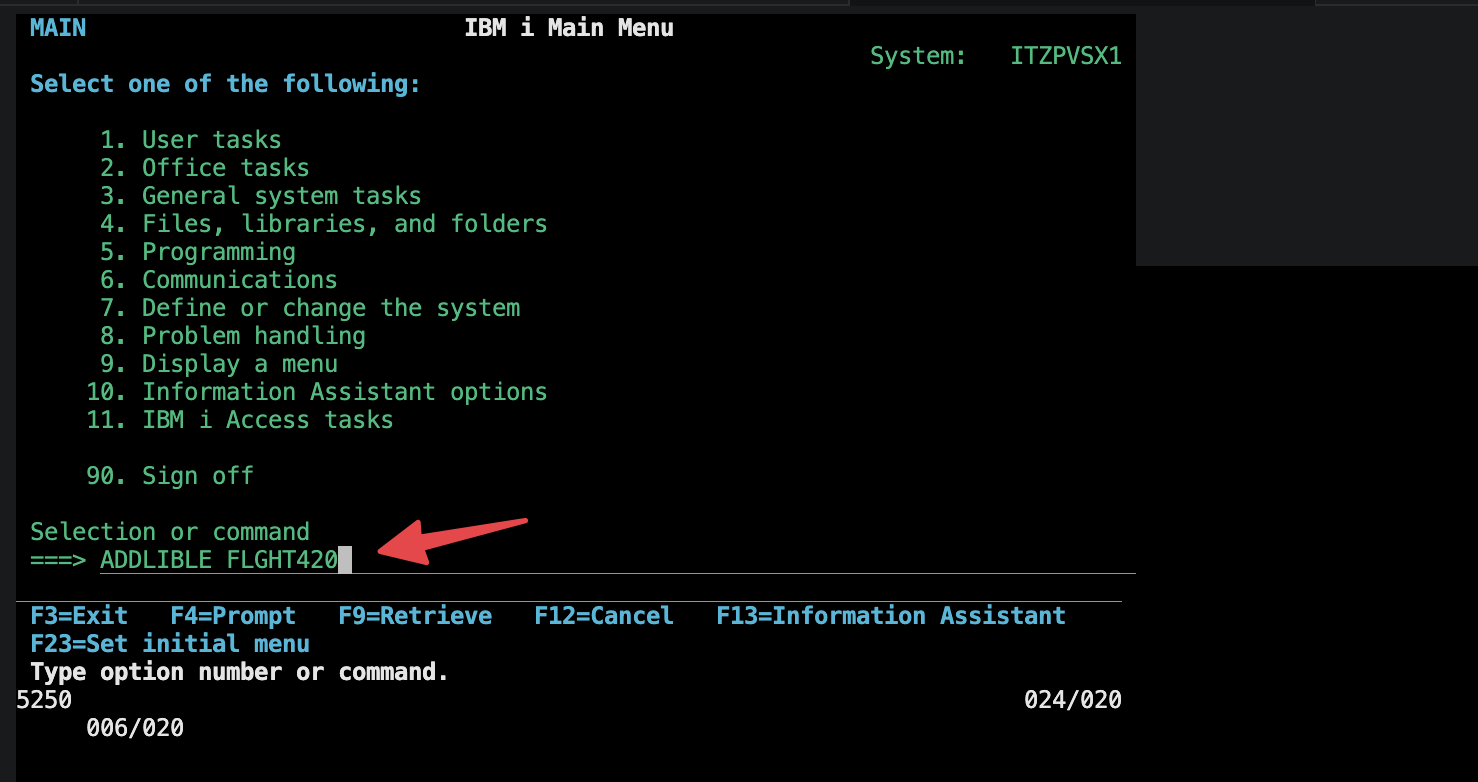 MAIN IBM i Main Menu
System: ITZPVSX1
Select one of the following:
1. User tasks
2. Office tasks
3. General system tasks
4. Files, libraries, and folders
5. Programming
6. Communications
7. Define or change the system
8. Problem handling
9. Display a menu
10. Information Assistant options
11. IBM i Access tasks
90. Sign off
Selection or command
===> ADDLIBLE FLGHT420
F3=Exit F4=Prompt F9=Retrieve F12=Cancel F13=Information Assistant
F23=Set initial menu
Type option number or command.
5250 024/020
006/020